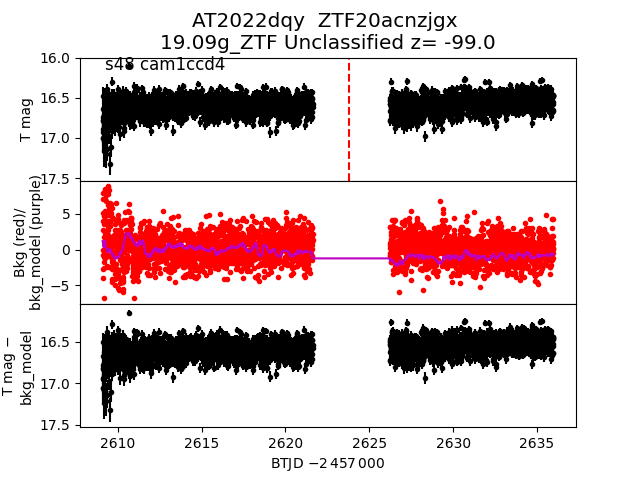 AT2022dqy  ZTF20acnzjgx
19.09g_ZTF Unclassified z= -99.0
s48 cam1ccd4
16.0
16.5
17.0
17.5
T mag
5
0
−5
Bkg (red)/
bkg_model (purple)
16.5
17.0
17.5
T mag −
bkg_model
2610 2615 2620 2625 2630 2635
BTJD −2 457 000